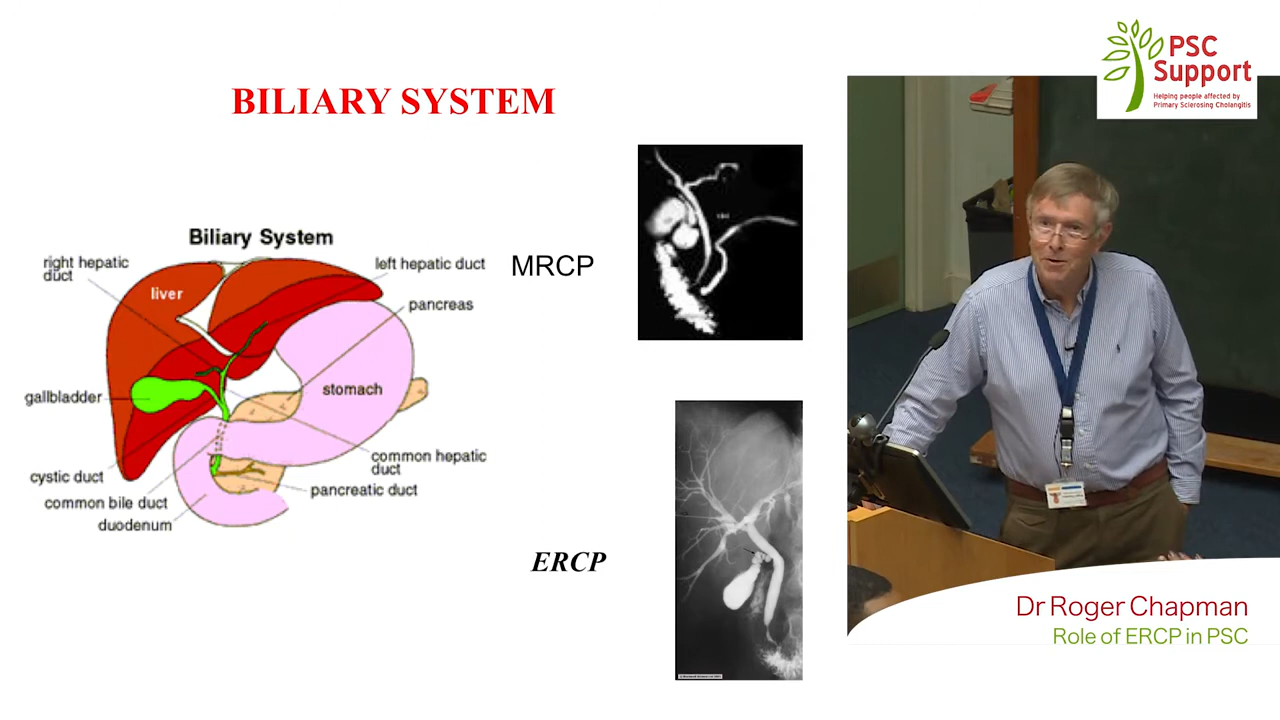 PSC
Support
Helping people affected by
Primary Sclerosing Cholangitis
BILIARY SYSTEM
Biliary System
right hepatic
duct
liver
left hepatic duct
pancreas
MRCP
stomach
gallbladder
cystic duct
common hepatic
duct
common bile duct
pancreatic duct
duodenum
ERCP
Dr Roger Chapman
Role of ERCP in PSC